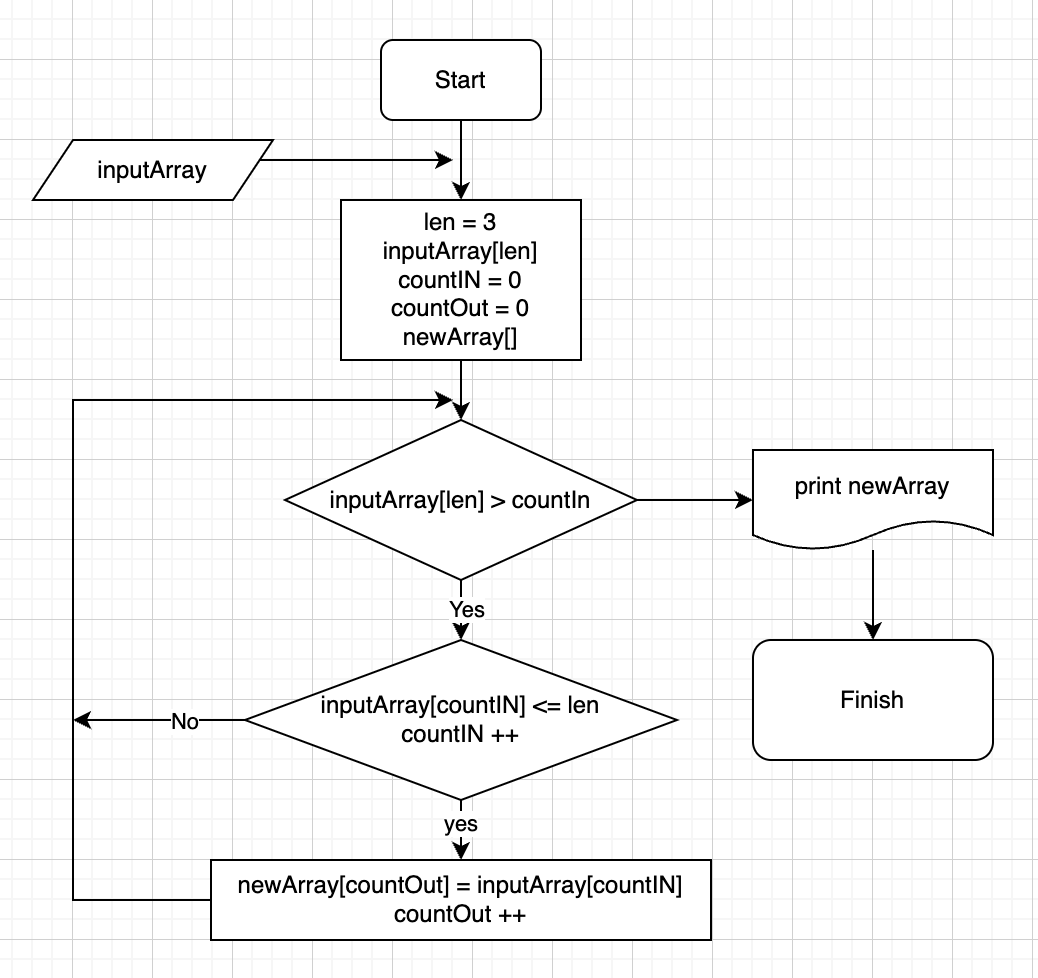 Start
inputArray
len = 3
inputArray[len]
countIN = 0
countOut = 0
newArray[]
inputArray[len] > countIn
print newArray
Yes
Finish
inputArray[countIN] <= len
countIN ++
No
yes
newArray[countOut] = inputArray[countIN]
countOut ++